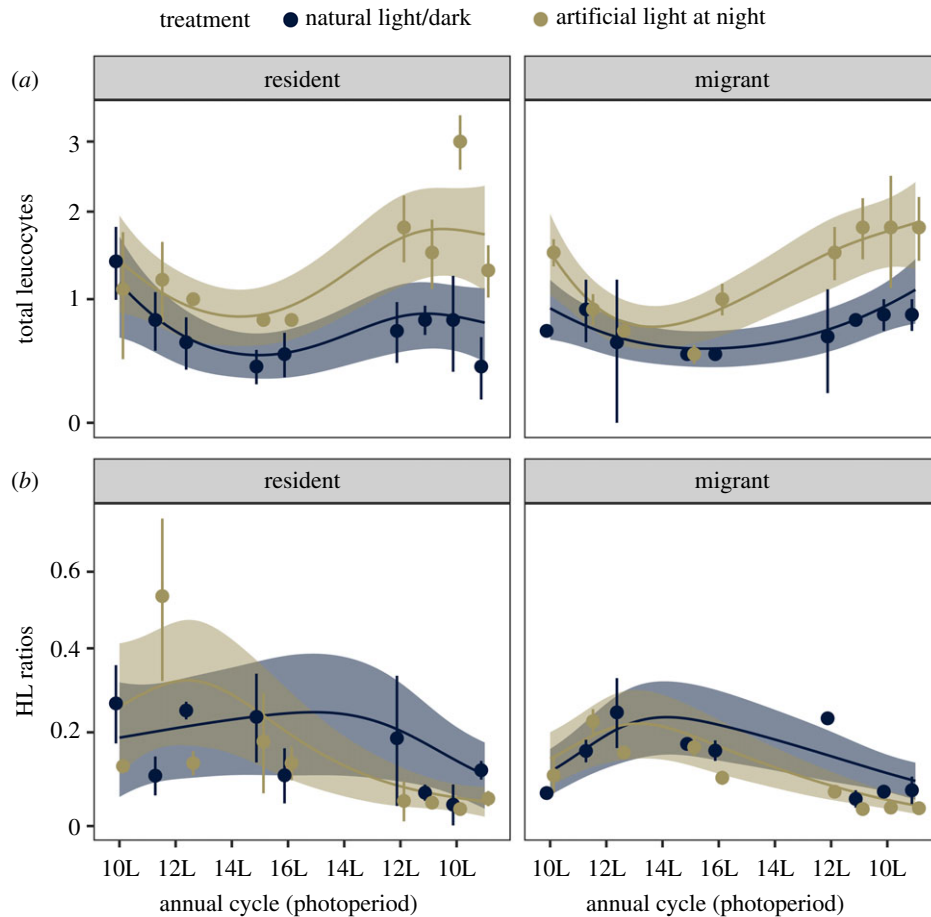 treatment natural light/dark artificial light at night
(a) resident migrant
total leucocytes
3
2
1
0
(b) resident migrant
HL ratios
0.6
0.4
0.2
0
10L 12L 14L 16L 14L 12L 10L 10L 12L 14L 16L 14L 12L 10L
annual cycle (photoperiod) annual cycle (photoperiod)